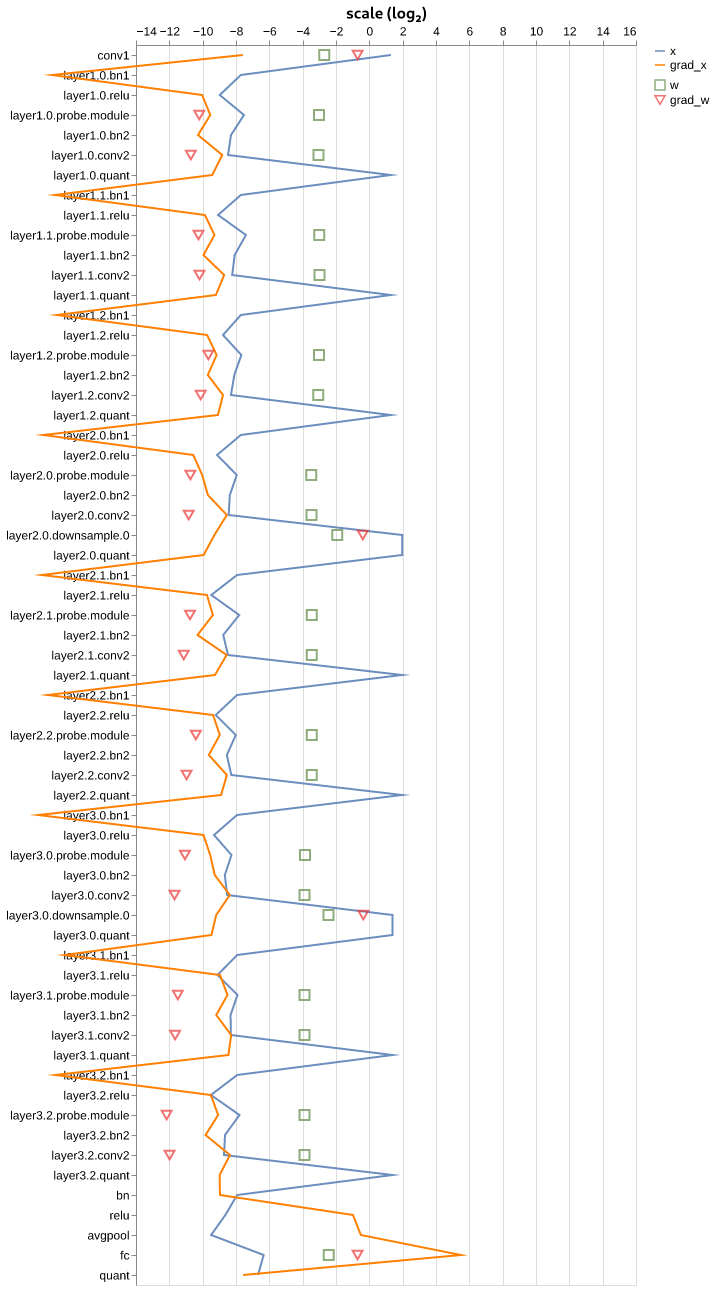 scale (log₂)
−14 −12 −10 −8 −6 −4 −2 0 2 4 6 8 10 12 14 16
x
grad_x
w
grad_w
conv1
layer1.0.bn1
layer1.0.relu
layer1.0.probe.module
layer1.0.bn2
layer1.0.conv2
layer1.0.quant
layer1.1.bn1
layer1.1.relu
layer1.1.probe.module
layer1.1.bn2
layer1.1.conv2
layer1.1.quant
layer1.2.bn1
layer1.2.relu
layer1.2.probe.module
layer1.2.bn2
layer1.2.conv2
layer1.2.quant
layer2.0.bn1
layer2.0.relu
layer2.0.probe.module
layer2.0.bn2
layer2.0.conv2
layer2.0.downsample.0
layer2.0.quant
layer2.1.bn1
layer2.1.relu
layer2.1.probe.module
layer2.1.bn2
layer2.1.conv2
layer2.1.quant
layer2.2.bn1
layer2.2.relu
layer2.2.probe.module
layer2.2.bn2
layer2.2.conv2
layer2.2.quant
layer3.0.bn1
layer3.0.relu
layer3.0.probe.module
layer3.0.bn2
layer3.0.conv2
layer3.0.downsample.0
layer3.0.quant
layer3.1.bn1
layer3.1.relu
layer3.1.probe.module
layer3.1.bn2
layer3.1.conv2
layer3.1.quant
layer3.2.bn1
layer3.2.relu
layer3.2.probe.module
layer3.2.bn2
layer3.2.conv2
layer3.2.quant
bn
relu
avgpool
fc
quant